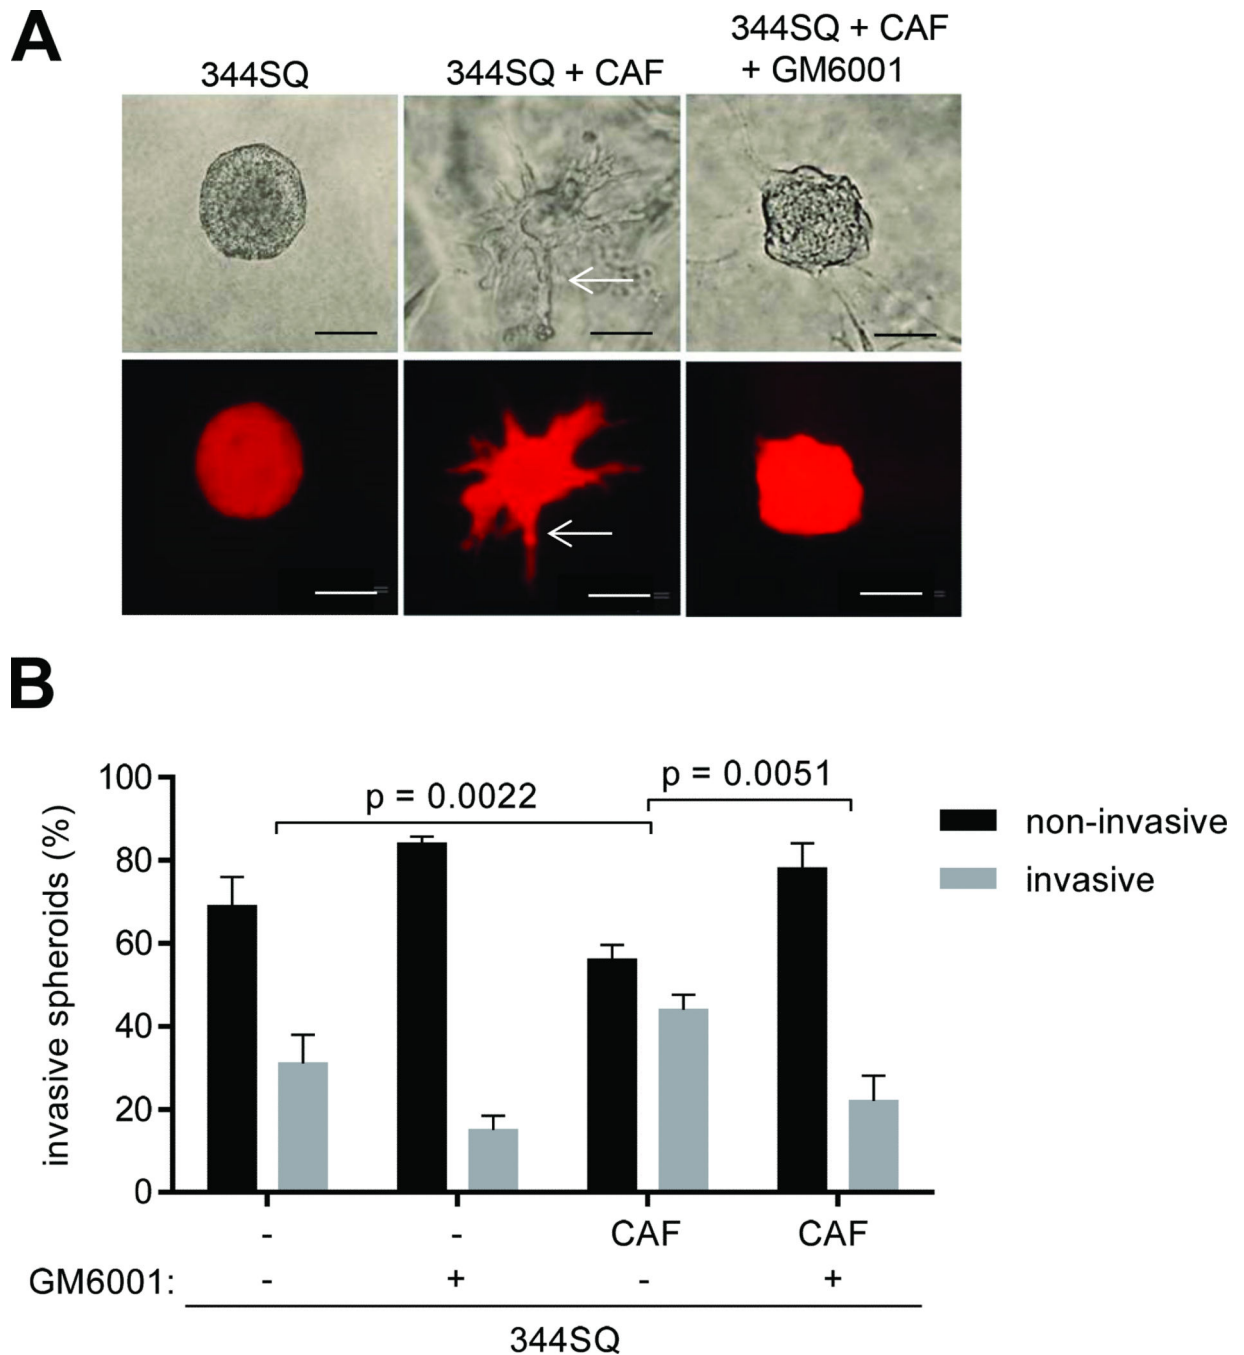 A
344SQ
344SQ + CAF
344SQ + CAF
+ GM6001
B
p = 0.0022
p = 0.0051
100
80
60
40
20
0
invasive spheroids (%)
non-invasive
invasive
- - CAF CAF
GM6001: - + - +
344SQ